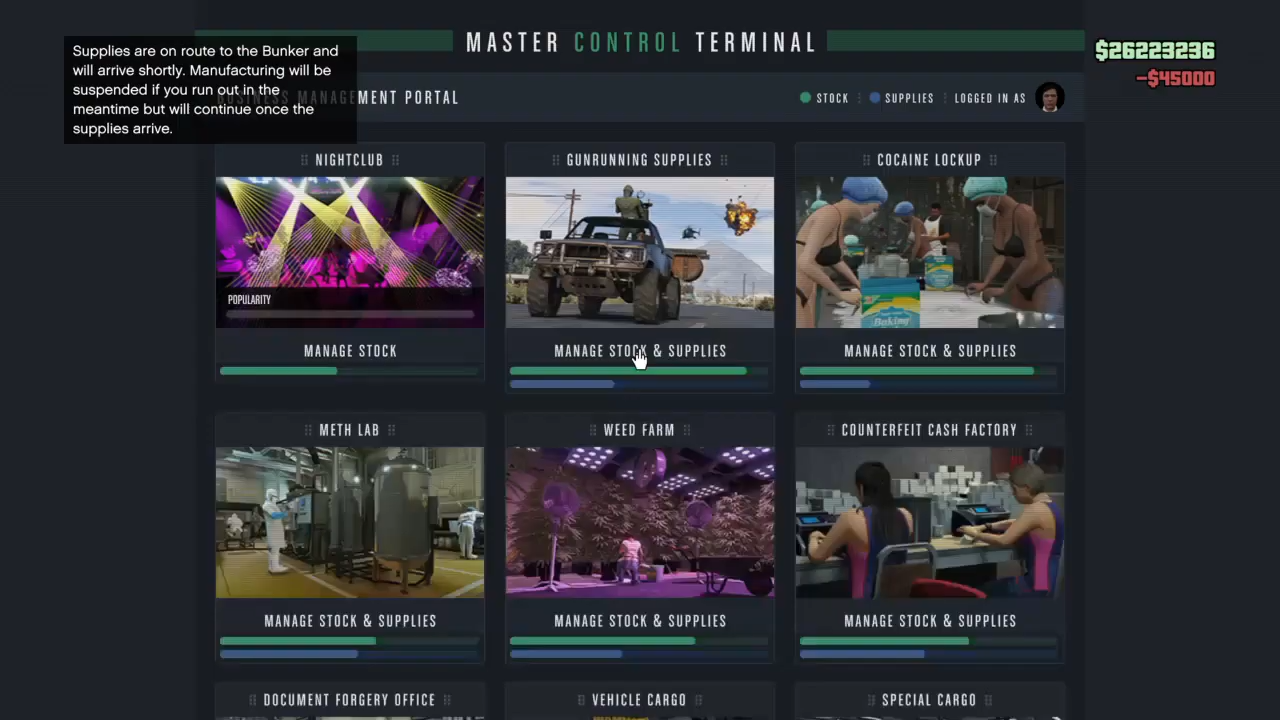 Supplies are on route to the Bunker and
will arrive shortly. Manufacturing will be
suspended if you run out in the
meantime but will continue once the
supplies arrive.
MASTER CONTROL TERMINAL
$26223236
-$45000
BUSINESS MANAGEMENT PORTAL
STOCK
SUPPLIES
LOGGED IN AS
NIGHTCLUB
GUNRUNNING SUPPLIES
COCAINE LOCKUP
POPULARITY
Baking
MANAGE STOCK
MANAGE STOCK & SUPPLIES
MANAGE STOCK & SUPPLIES
METH LAB
WEED FARM
COUNTERFEIT CASH FACTORY
MANAGE STOCK & SUPPLIES
MANAGE STOCK & SUPPLIES
MANAGE STOCK & SUPPLIES
DOCUMENT FORGERY OFFICE
VEHICLE CARGO
SPECIAL CARGO